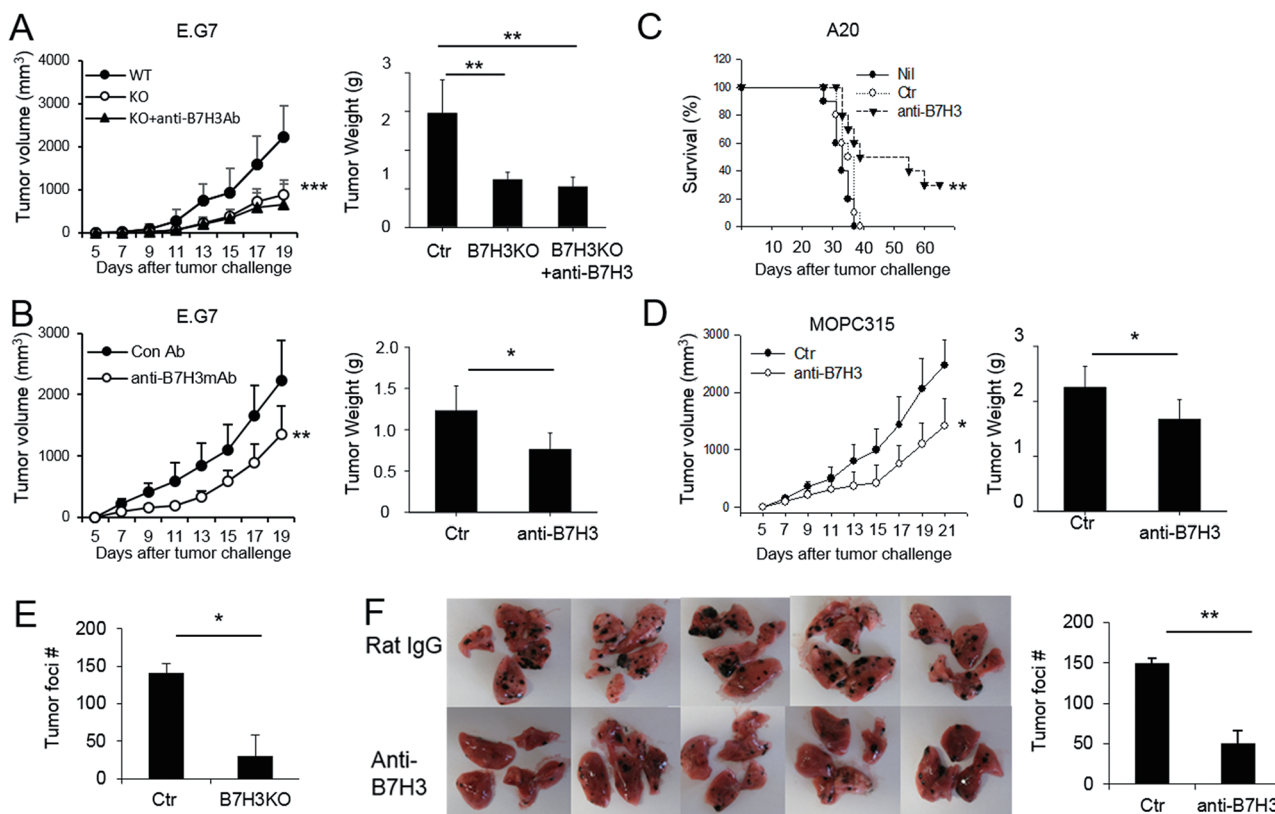 A
E.G7
Tumor volume (mm³)
4000
3000
2000
1000
0
WT
KO
KO+anti-B7H3Ab
***
5 7 9 11 13 15 17 19
Days after tumor challenge
Tumor Weight (g)
3
2
1
0
**
**
Ctr B7H3KO B7H3KO
+anti-B7H3
C
A20
Survival (%)
120
100
80
60
40
20
0
Nil
Ctr
anti-B7H3
**
10 20 30 40 50 60
Days after tumor challenge
B
E.G7
Tumor volume (mm³)
3000
2000
1000
0
Con Ab
anti-B7H3mAb
**
5 7 9 11 13 15 17 19
Days after tumor challenge
Tumor Weight (g)
2.0
1.5
1.0
0.5
0
*
Ctr anti-B7H3
D
MOPC315
Tumor volume (mm³)
3000
2000
1000
0
Ctr
anti-B7H3
*
5 7 9 11 13 15 17 19 21
Days after tumor challenge
Tumor Weight (g)
3
2
1
0
*
Ctr anti-B7H3
E
Tumor foci #
200
150
100
50
0
*
Ctr B7H3KO
F
Rat IgG
Anti-
B7H3
Tumor foci #
200
150
100
50
0
**
Ctr anti-B7H3